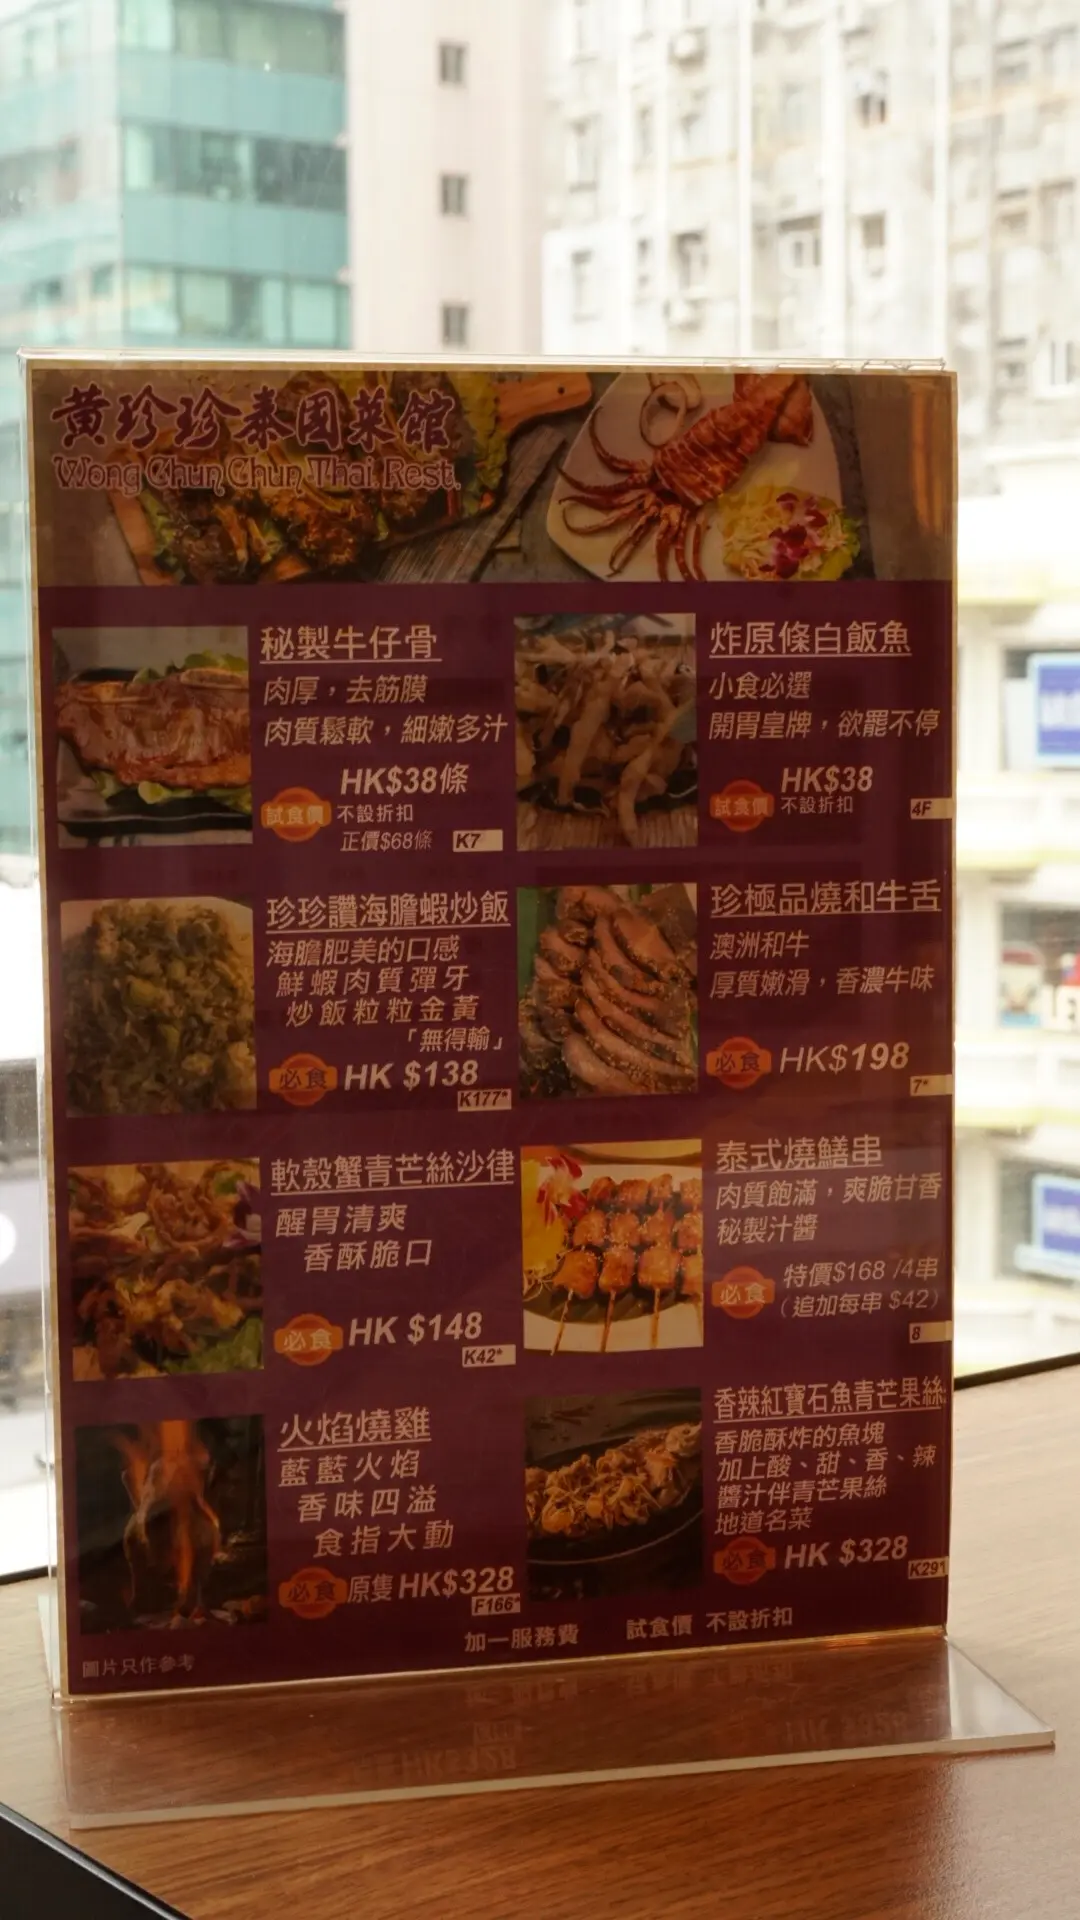 黄珍珍泰国菜館
Wong Chun Chun Thai Rest.
秘製牛仔骨
肉厚，去筋膜
肉質鬆軟，細嫩多汁
HK$38條
試食價 不設折扣
正價$68條 K7
炸原條白飯魚
小食必選
開胃皇牌，欲罷不停
HK$38
試食價 不設折扣
4F
珍珍讚海膽蝦炒飯
海膽肥美的口感
鮮蝦肉質彈牙
炒飯粒粒金黃
「無得輸」
必食 HK $138
K177*
珍極品燒和牛舌
澳洲和牛
厚質嫩滑，香濃牛味
必食 HK$198
7*
軟殼蟹青芒絲沙律
醒胃清爽
香酥脆口
必食 HK $148
K42*
泰式燒鱔串
肉質飽滿，爽脆甘香
秘製汁醬
必食 特價$168 /4串
（追加每串 $42）
8
火焰燒雞
藍藍火焰
香味四溢
食指大動
必食 原隻 HK$328
F166*
香辣紅寶石魚青芒果絲
香脆酥炸的魚塊
加上酸、甜、香、辣
醬汁伴青芒果絲
地道名菜
必食 HK $328
K291
加一服務費 試食價 不設折扣
圖片只作參考